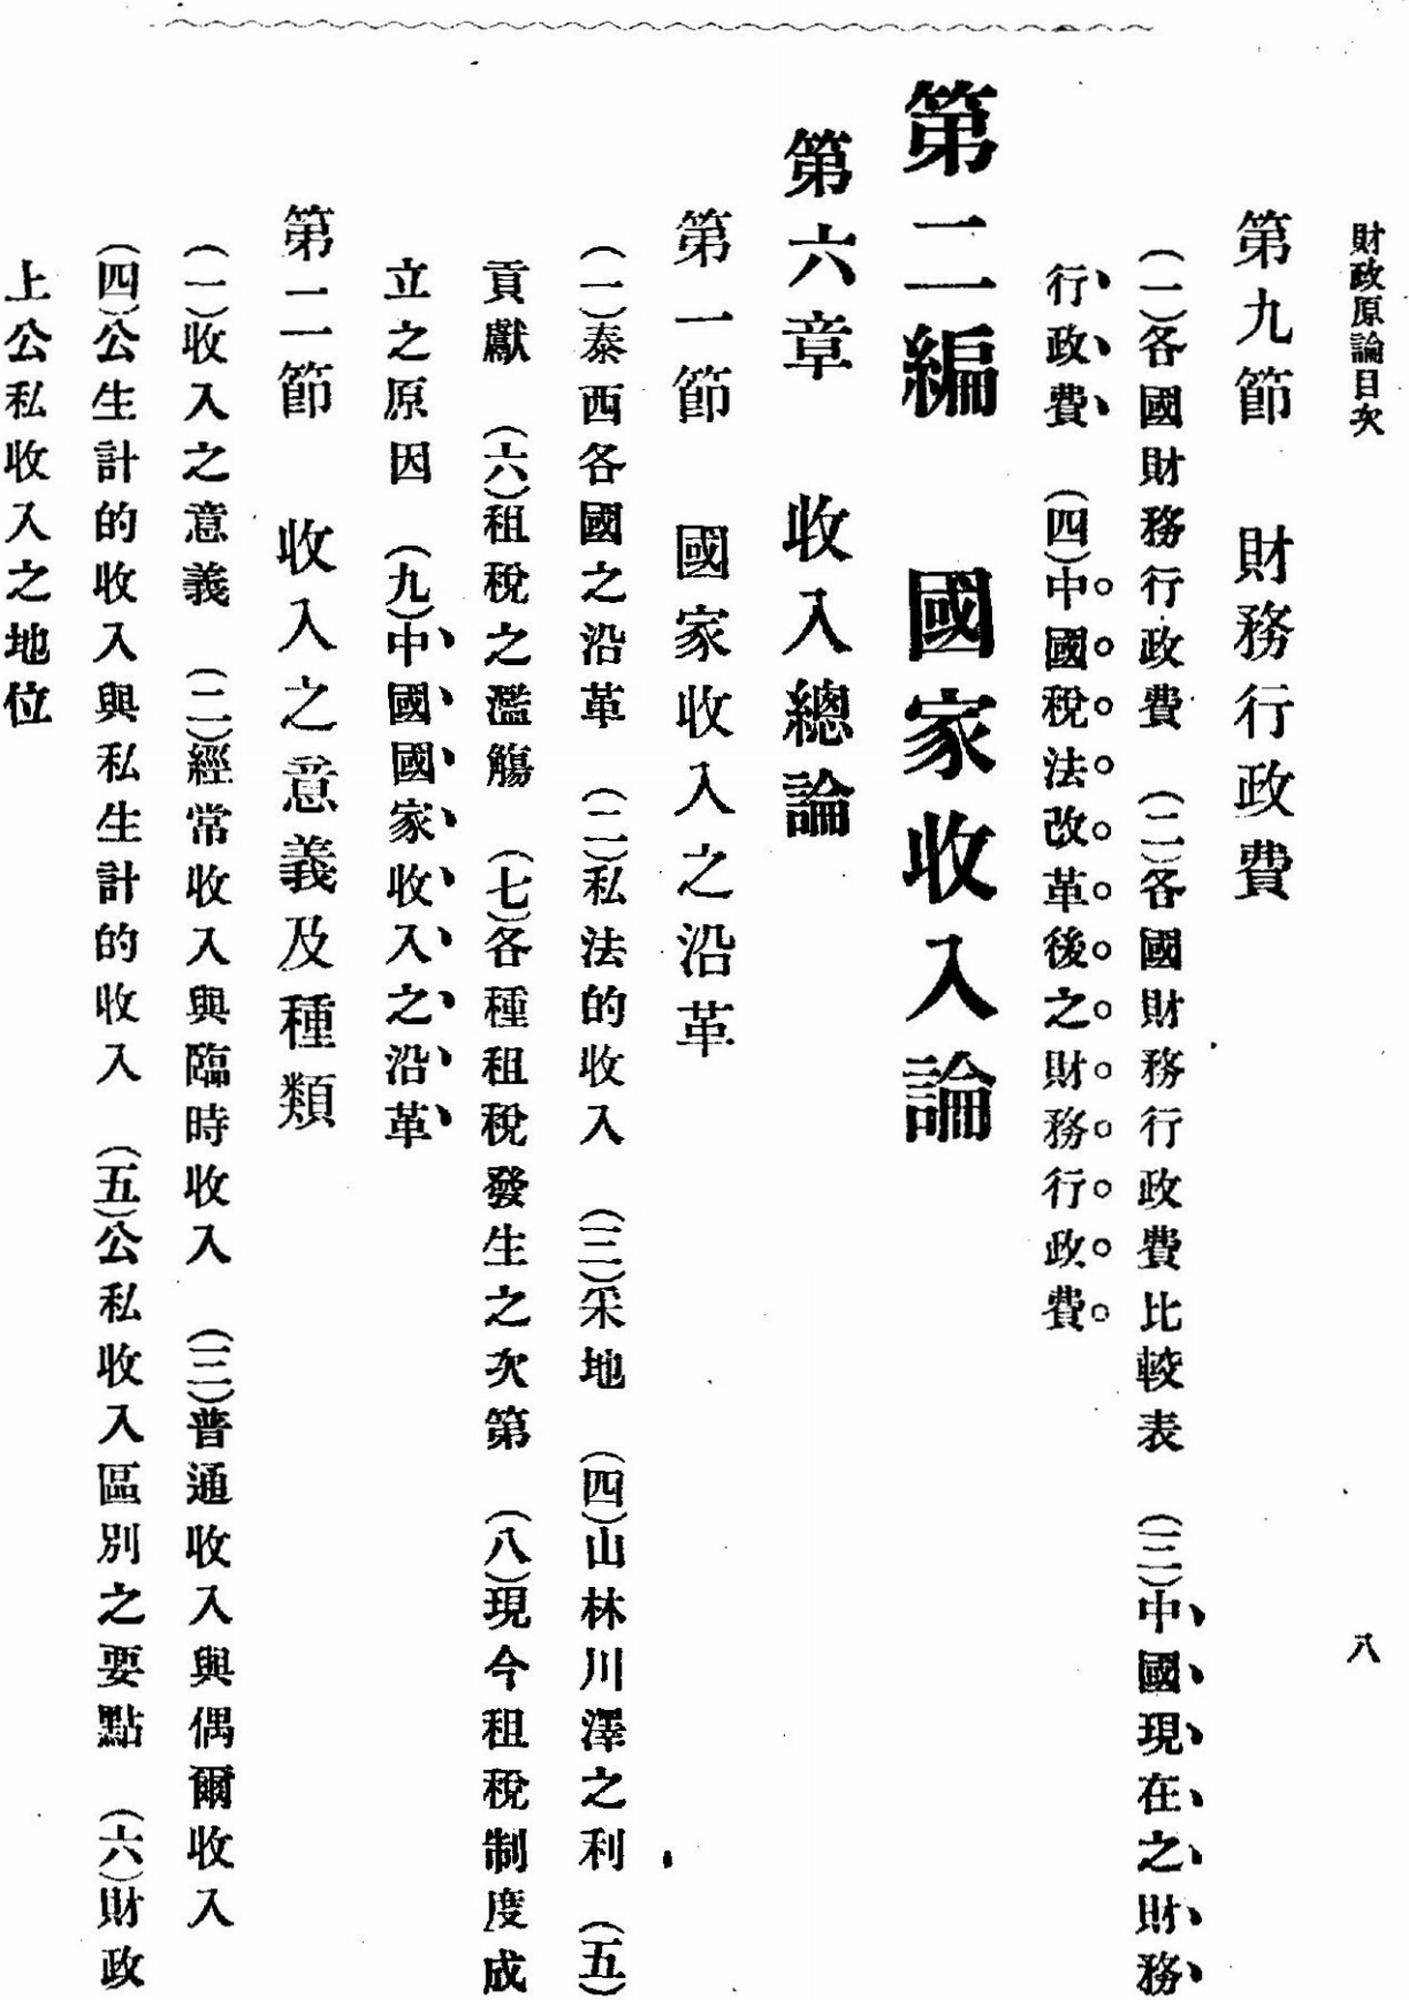 財政原論目次　八
第九節　財務行政費
（一）各國財務行政費　（二）各國財務行政費比較表　（三）中國現在之財務
行政費　（四）中國稅法改革後之財務行政費
第二編　國家收入論
第六章　收入總論
第一節　國家收入之沿革
（一）泰西各國之沿革　（二）私法的收入　（三）采地　（四）山林川澤之利　（五）
貢獻　（六）租稅之濫觴　（七）各種租稅發生之次第　（八）現今租稅制度成
立之原因　（九）中國國家收入之沿革
第二節　收入之意義及種類
（一）收入之意義　（二）經常收入與臨時收入　（三）普通收入與偶爾收入
（四）公生計的收入與私生計的收入　（五）公私收入區別之要點　（六）財政
上公私收入之地位